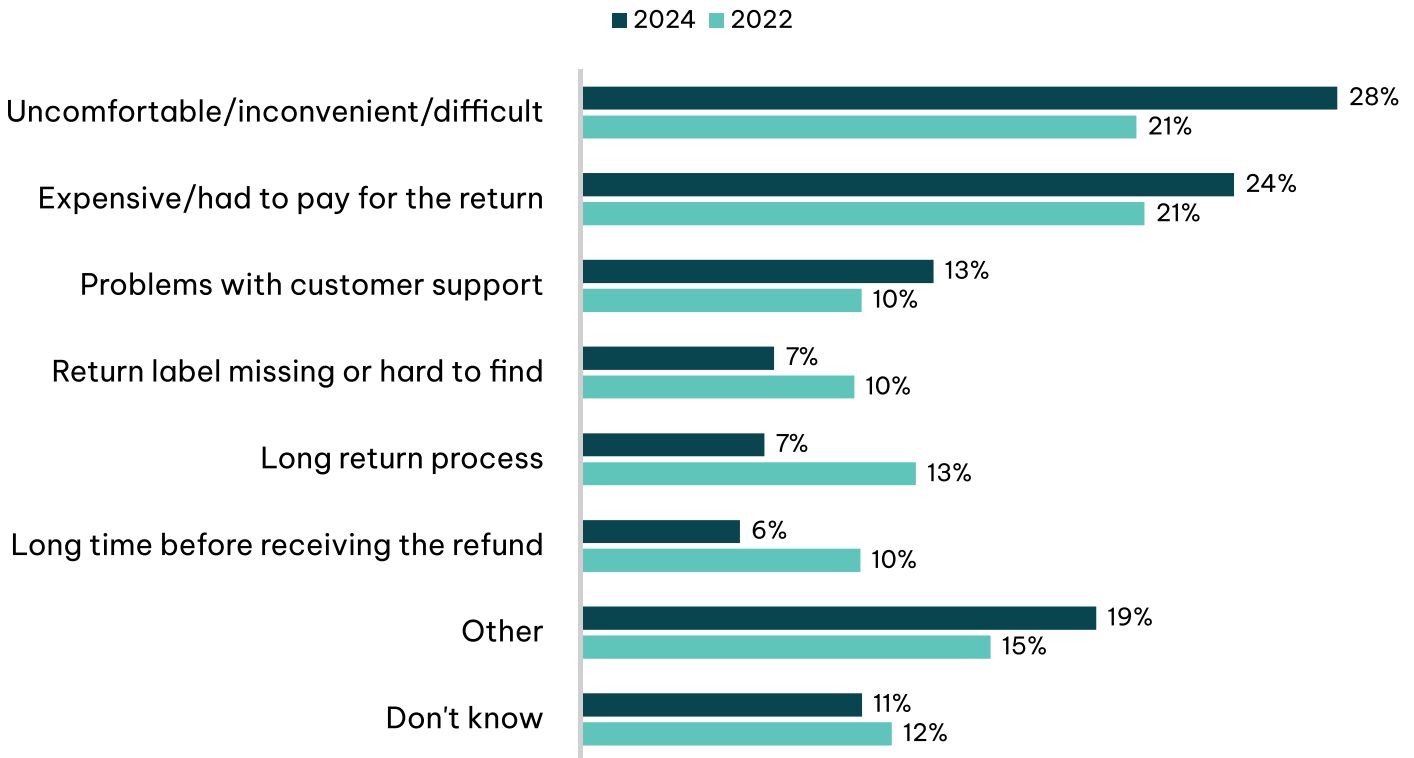 2024 2022
Uncomfortable/inconvenient/difficult
28%
21%
Expensive/had to pay for the return
24%
21%
Problems with customer support
13%
10%
Return label missing or hard to find
7%
10%
Long return process
7%
13%
Long time before receiving the refund
6%
10%
Other
19%
15%
Don't know
11%
12%